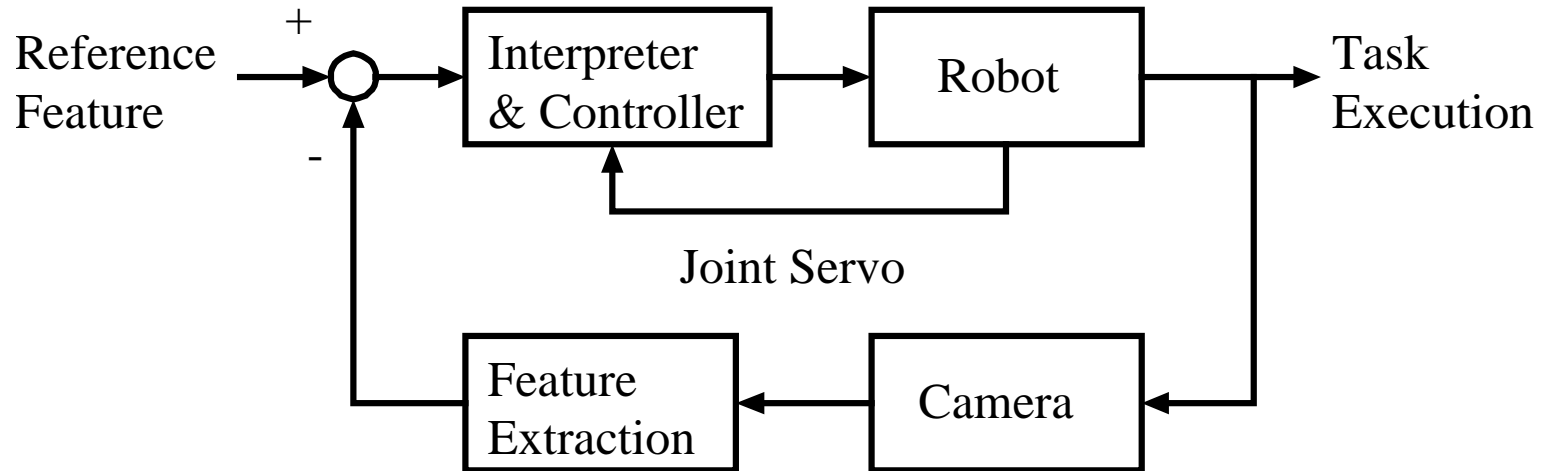 +
Reference
Feature
-
Interpreter
& Controller
Robot
Task
Execution
Joint Servo
Feature
Extraction
Camera